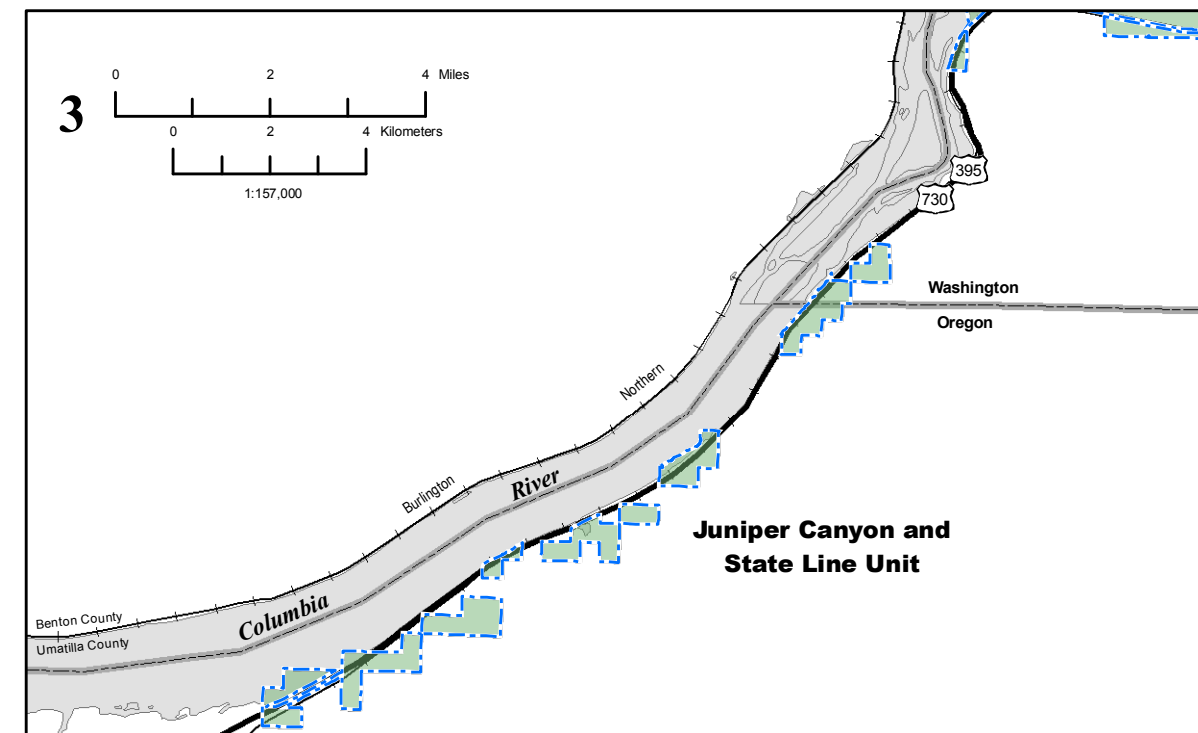 3
0 2 4 Miles
0 2 4 Kilometers
1:157,000
395
730
Washington
Oregon
Northern
Burlington
River
Columbia
Juniper Canyon and
State Line Unit
Benton County
Umatilla County